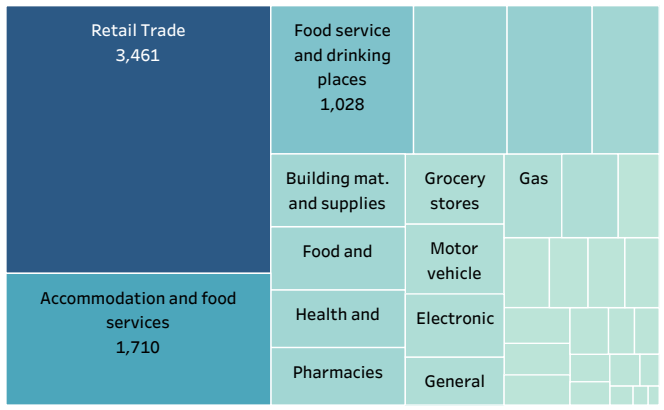 Retail Trade
3,461
Accommodation and food
services
1,710
Food service
and drinking
places
1,028
Building mat.
and supplies
Food and
Health and
Pharmacies
Grocery
stores
Motor
vehicle
Electronic
General
Gas